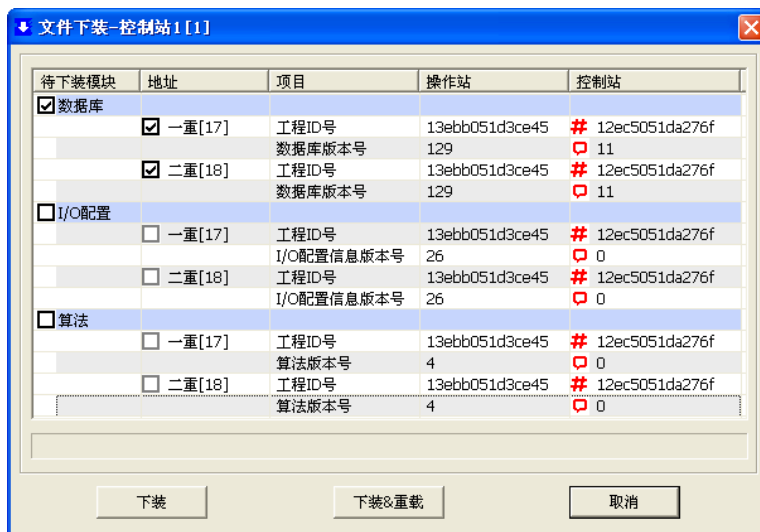 文件下装-控制站1[1]
待下装模块 地址 项目 操作站 控制站
数据库
一重[17] 工程ID号 13ebb051d3ce45 # 12ec5051da276f
数据库版本号 129 11
二重[18] 工程ID号 13ebb051d3ce45 # 12ec5051da276f
数据库版本号 129 11
I/O配置
一重[17] 工程ID号 13ebb051d3ce45 # 12ec5051da276f
I/O配置信息版本号 26 0
二重[18] 工程ID号 13ebb051d3ce45 # 12ec5051da276f
I/O配置信息版本号 26 0
算法
一重[17] 工程ID号 13ebb051d3ce45 # 12ec5051da276f
算法版本号 4 0
二重[18] 工程ID号 13ebb051d3ce45 # 12ec5051da276f
算法版本号 4 0
下装 下装&重载 取消